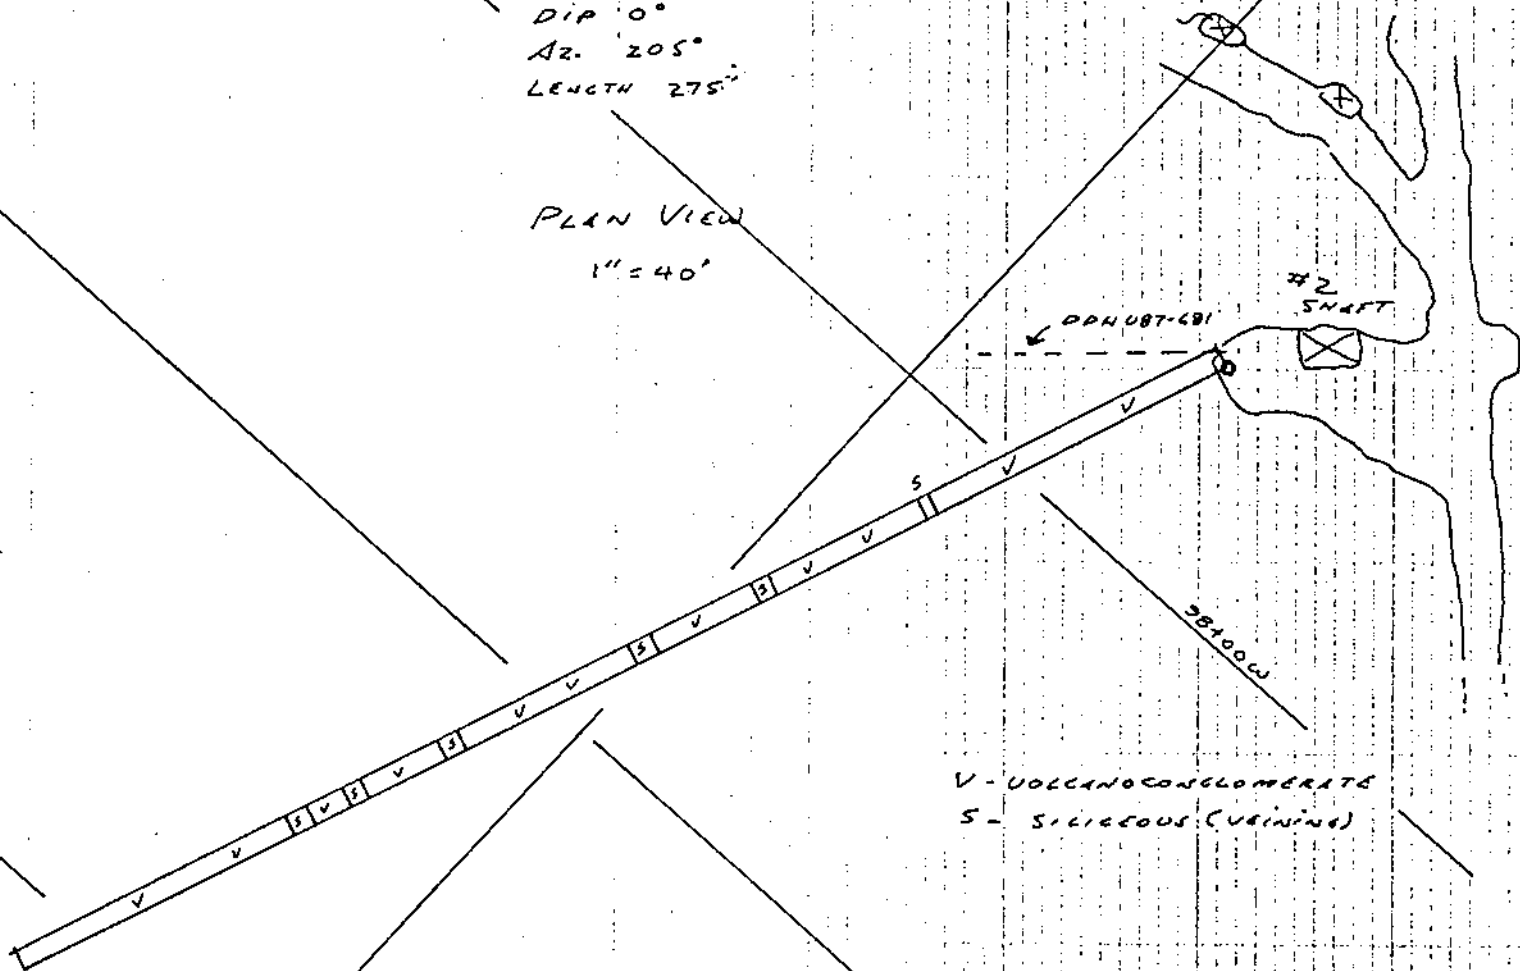 DIP 0°
AZ. 205°
LENGTH 275'
PLAN VIEW
1" = 40'
#2
SHAFT
DDH U87-681
V
V
S
V
V
S
V
S
V
V
S
V
S
V
S
V
V
38+00W
V - VOLCANOCONGLOMERATE
S - SILICEOUS (VEINING)